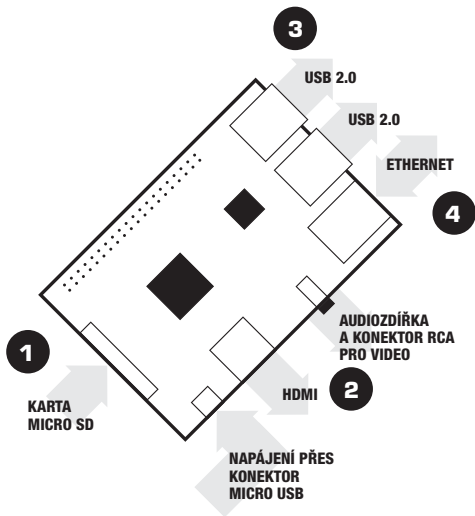 3
USB 2.0
USB 2.0
ETHERNET
4
AUDIOZDÍŘKA
A KONEKTOR RCA
PRO VIDEO
1
KARTA
MICRO SD
HDMI
2
NAPÁJENÍ PŘES
KONEKTOR
MICRO USB